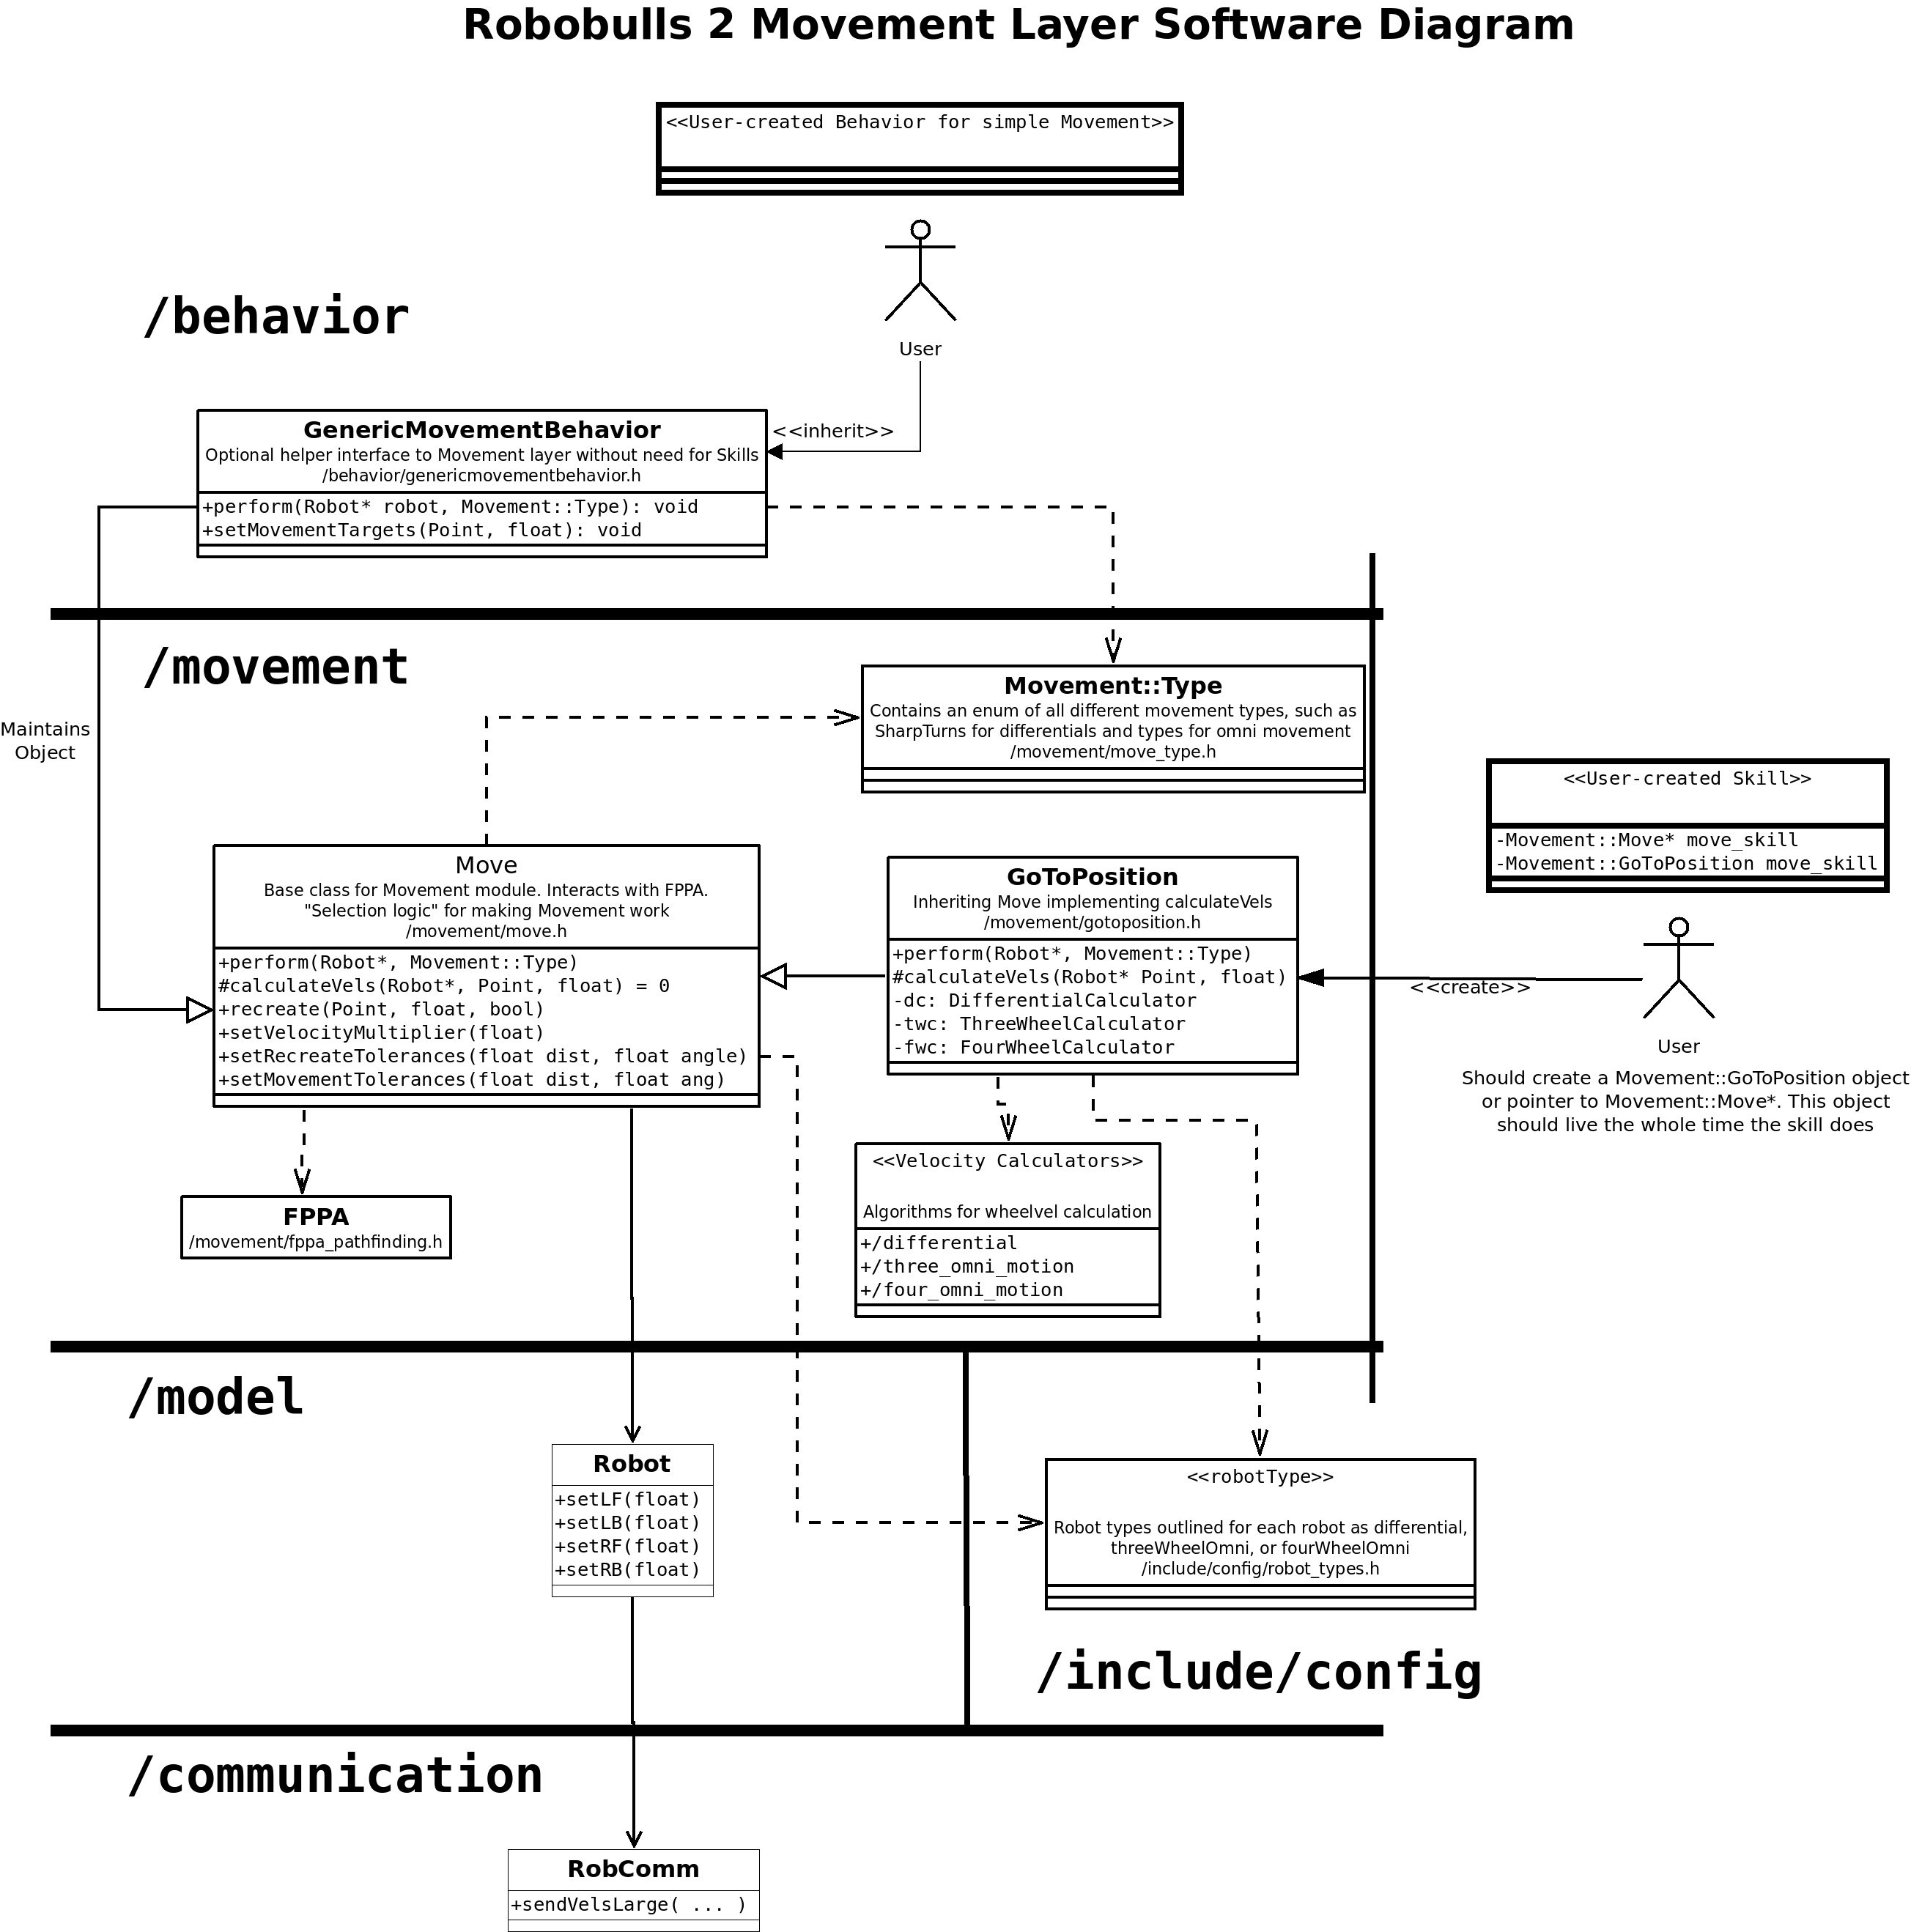 Robobulls 2 Movement Layer Software Diagram
<<User-created Behavior for simple Movement>>
User
/behavior
GenericMovementBehavior
Optional helper interface to Movement layer without need for Skills
/behavior/genericmovementbehavior.h
+perform(Robot* robot, Movement::Type): void
+setMovementTargets(Point, float): void
<<inherit>>
/movement
Maintains
Object
Movement::Type
Contains an enum of all different movement types, such as
SharpTurns for differentials and types for omni movement
/movement/move_type.h
<<User-created Skill>>
-Movement::Move* move_skill
-Movement::GoToPosition move_skill
Move
Base class for Movement module. Interacts with FPPA.
"Selection logic" for making Movement work
/movement/move.h
+perform(Robot*, Movement::Type)
#calculateVels(Robot*, Point, float) = 0
+recreate(Point, float, bool)
+setVelocityMultiplier(float)
+setRecreateTolerances(float dist, float angle)
+setMovementTolerances(float dist, float ang)
GoToPosition
Inheriting Move implementing calculateVels
/movement/gotoposition.h
+perform(Robot*, Movement::Type)
#calculateVels(Robot* Point, float)
-dc: DifferentialCalculator
-twc: ThreeWheelCalculator
-fwc: FourWheelCalculator
<<create>>
User
Should create a Movement::GoToPosition object
or pointer to Movement::Move*. This object
should live the whole time the skill does
FPPA
/movement/fppa_pathfinding.h
<<Velocity Calculators>>
Algorithms for wheelvel calculation
+/differential
+/three_omni_motion
+/four_omni_motion
/model
Robot
+setLF(float)
+setLB(float)
+setRF(float)
+setRB(float)
<<robotType>>
Robot types outlined for each robot as differential,
threeWheelOmni, or fourWheelOmni
/include/config/robot_types.h
/include/config
/communication
RobComm
+sendVelsLarge( ... )